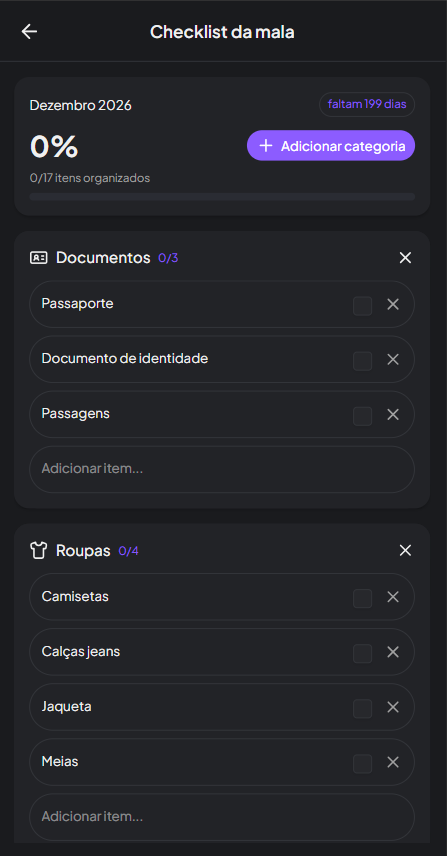 Checklist da mala
Dezembro 2026
faltam 199 dias
0%
Adicionar categoria
0/17 itens organizados
Documentos 0/3
Passaporte
Documento de identidade
Passagens
Adicionar item...
Roupas 0/4
Camisetas
Calças jeans
Jaqueta
Meias
Adicionar item...